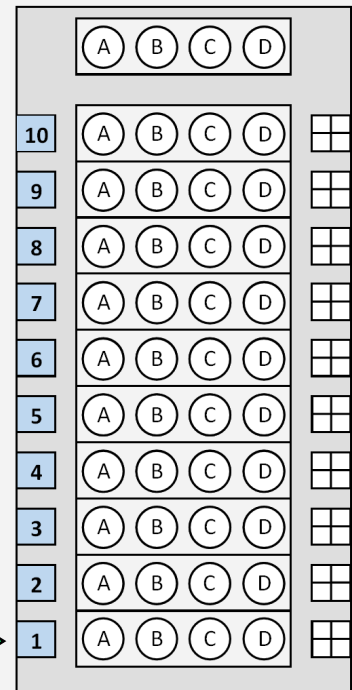 A B C D
10 A B C D
9 A B C D
8 A B C D
7 A B C D
6 A B C D
5 A B C D
4 A B C D
3 A B C D
2 A B C D
1 A B C D